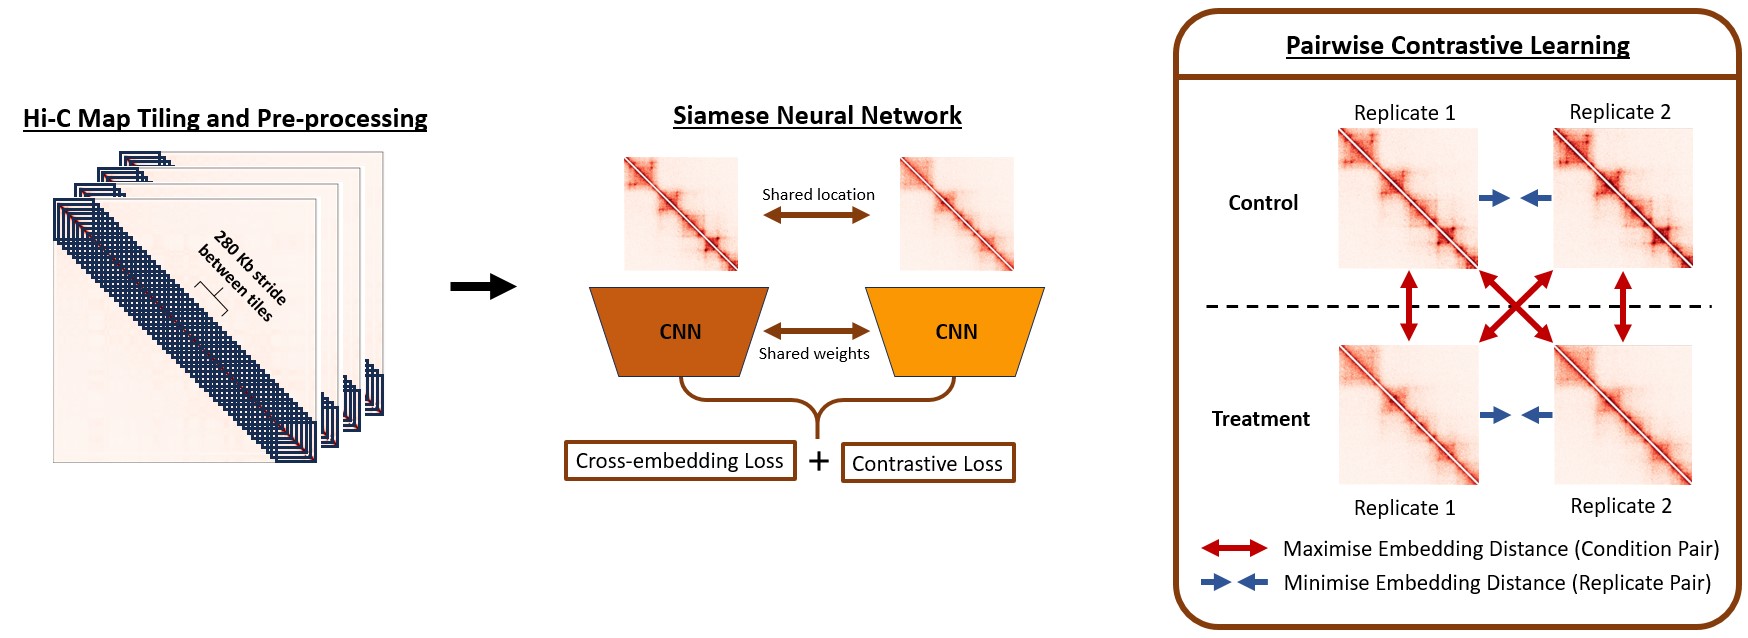 Hi-C Map Tiling and Pre-processing
280 Kb stride
between tiles
Siamese Neural Network
Shared location
CNN
CNN
Shared weights
Cross-embedding Loss
+
Contrastive Loss
Pairwise Contrastive Learning
Replicate 1
Replicate 2
Control
Treatment
Replicate 1
Replicate 2
Maximise Embedding Distance (Condition Pair)
Minimise Embedding Distance (Replicate Pair)